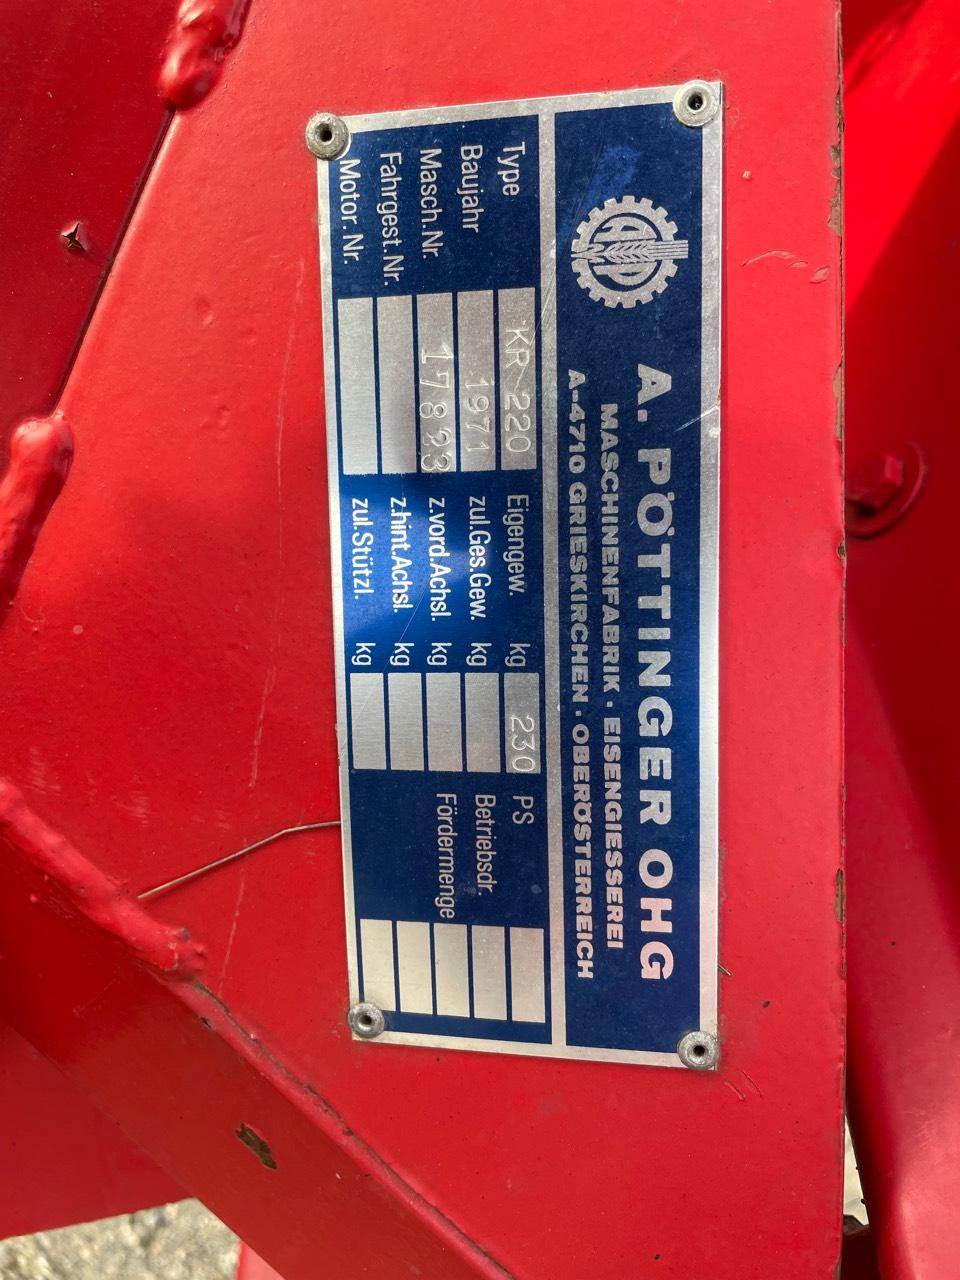 A. PÖTTINGER OHG
MASCHINENFABRIK · EISENGIESSEREI
A-4710 GRIESKIRCHEN · OBERÖSTERREICH
Type KR-220 Eigengew. kg 230 PS
Baujahr 1971 zul.Ges.Gew. kg Betriebsdr.
Masch.Nr. 17823 z.vord.Achsl. kg Fördermenge
Fahrgest.Nr. z.hint.Achsl. kg
Motor.Nr. zul.Stützl. kg